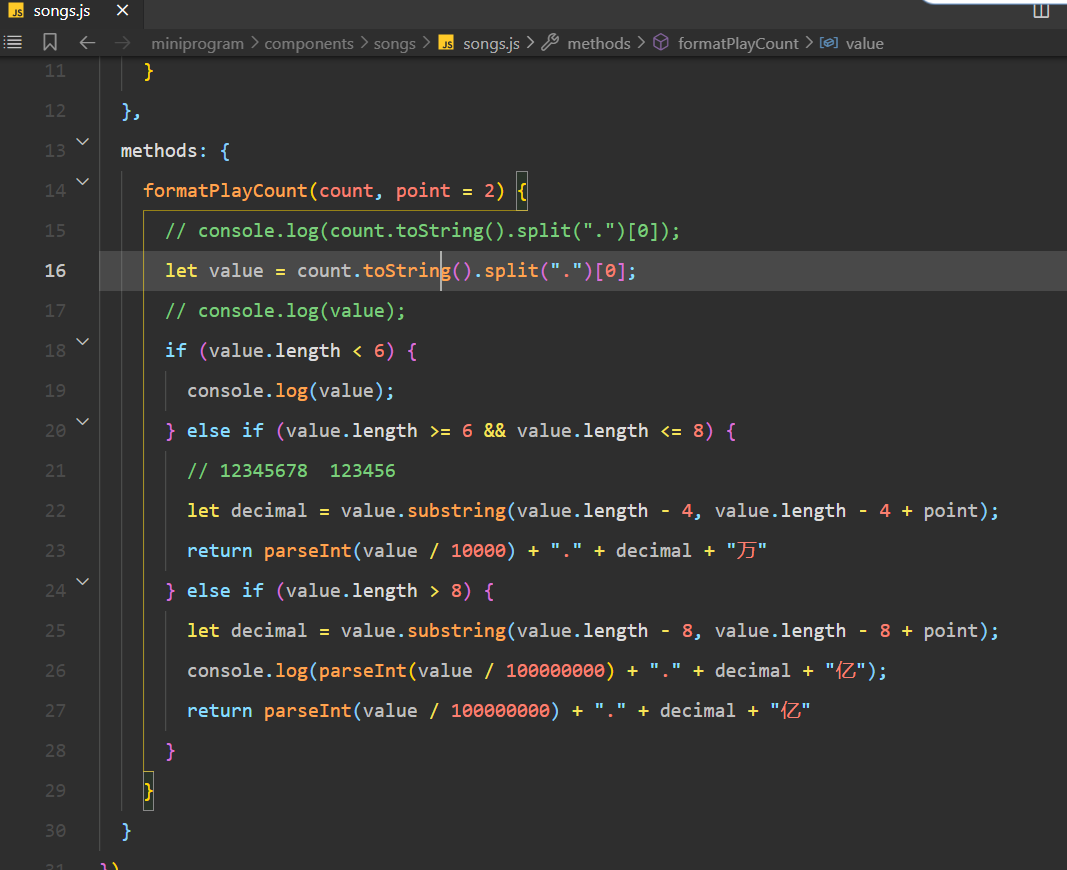 JS songs.js ×
miniprogram > components > songs > JS songs.js > methods > formatPlayCount > value
11 }
12 },
13 methods: {
14 formatPlayCount(count, point = 2) {
15 // console.log(count.toString().split(".")[0]);
16 let value = count.toString().split(".")[0];
17 // console.log(value);
18 if (value.length < 6) {
19 console.log(value);
20 } else if (value.length >= 6 && value.length <= 8) {
21 // 12345678  123456
22 let decimal = value.substring(value.length - 4, value.length - 4 + point);
23 return parseInt(value / 10000) + "." + decimal + "万"
24 } else if (value.length > 8) {
25 let decimal = value.substring(value.length - 8, value.length - 8 + point);
26 console.log(parseInt(value / 100000000) + "." + decimal + "亿");
27 return parseInt(value / 100000000) + "." + decimal + "亿"
28 }
29 }
30 }
31 })